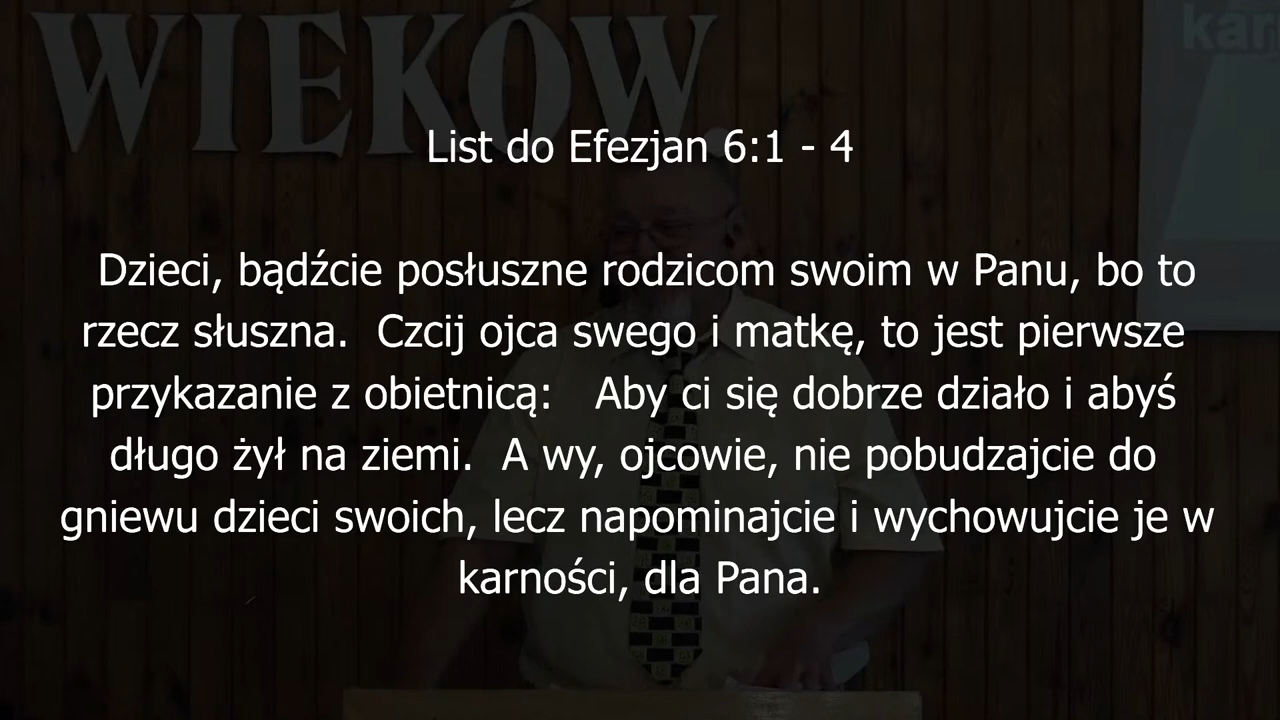 WIEKÓW
kar
List do Efezjan 6:1 - 4
Dzieci, bądźcie posłuszne rodzicom swoim w Panu, bo to
rzecz słuszna.  Czcij ojca swego i matkę, to jest pierwsze
przykazanie z obietnicą:   Aby ci się dobrze działo i abyś
długo żył na ziemi.  A wy, ojcowie, nie pobudzajcie do
gniewu dzieci swoich, lecz napominajcie i wychowujcie je w
karności, dla Pana.